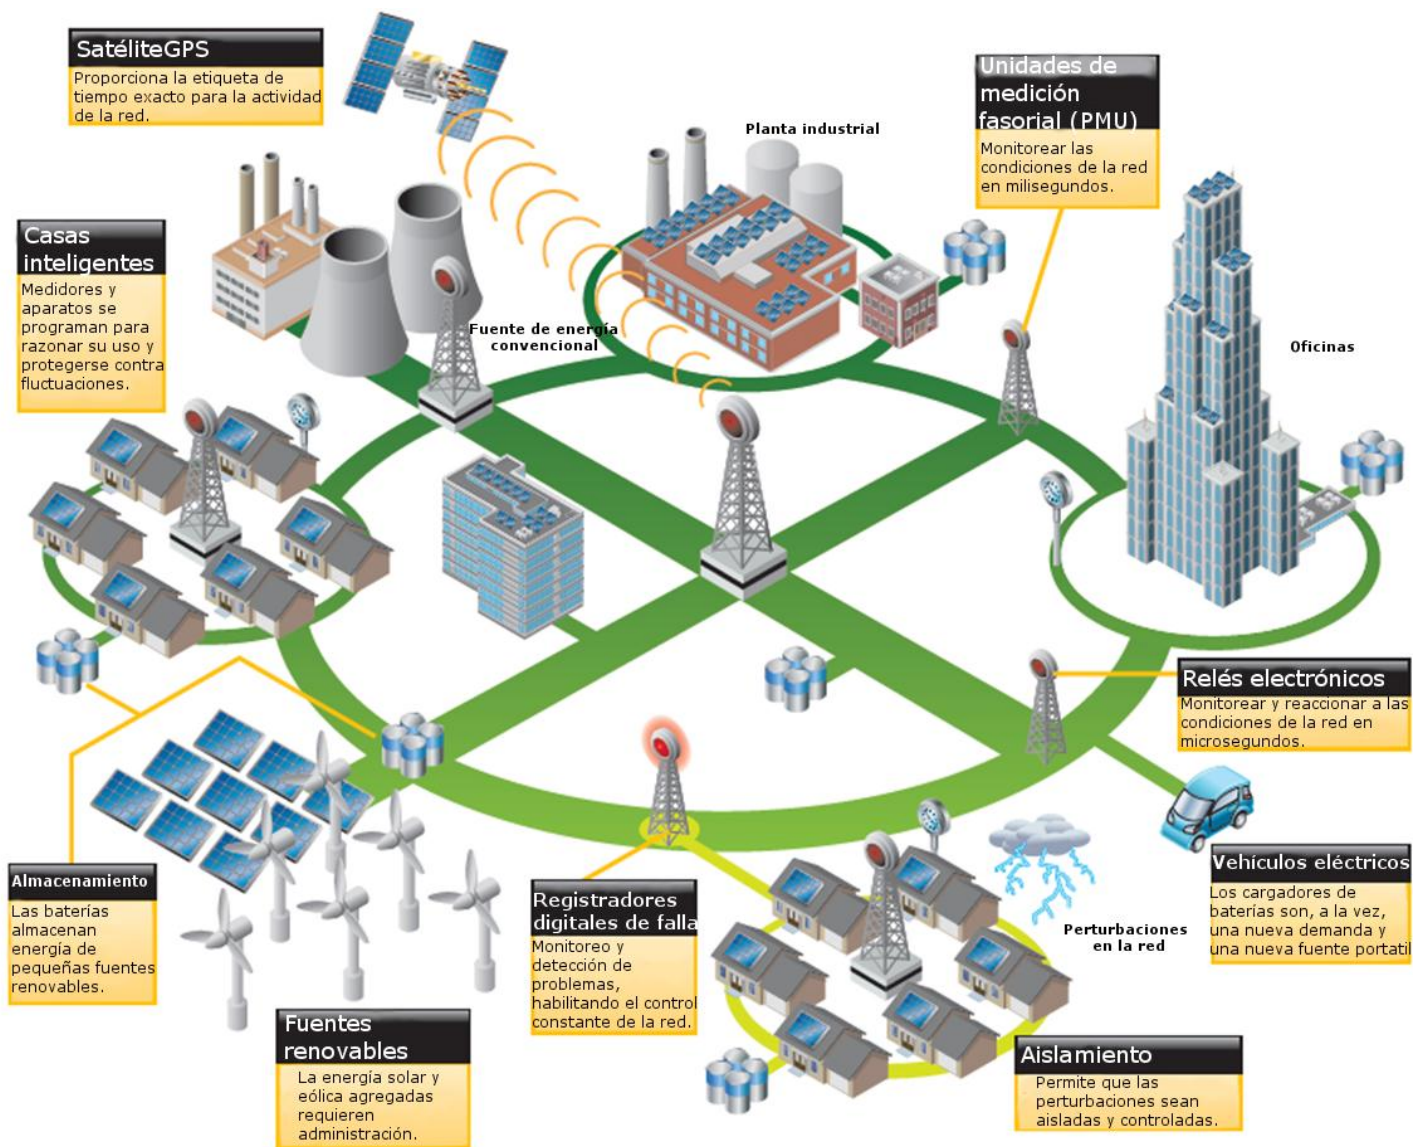 SatéliteGPS
Proporciona la etiqueta de
tiempo exacto para la actividad
de la red.
Planta industrial
Unidades de
medición
fasorial (PMU)
Monitorear las
condiciones de la red
en milisegundos.
Casas
inteligentes
Medidores y
aparatos se
programan para
razonar su uso y
protegerse contra
fluctuaciones.
Fuente de energía
convencional
Oficinas
Relés electrónicos
Monitorear y reaccionar a las
condiciones de la red en
microsegundos.
Almacenamiento
Las baterías
almacenan
energía de
pequeñas fuentes
renovables.
Registradores
digitales de falla
Monitoreo y
detección de
problemas,
habilitando el control
constante de la red.
Perturbaciones
en la red
Vehículos eléctricos
Los cargadores de
baterías son, a la vez,
una nueva demanda y
una nueva fuente portatil
Fuentes
renovables
La energía solar y
eólica agregadas
requieren
administración.
Aislamiento
Permite que las
perturbaciones sean
aisladas y controladas.